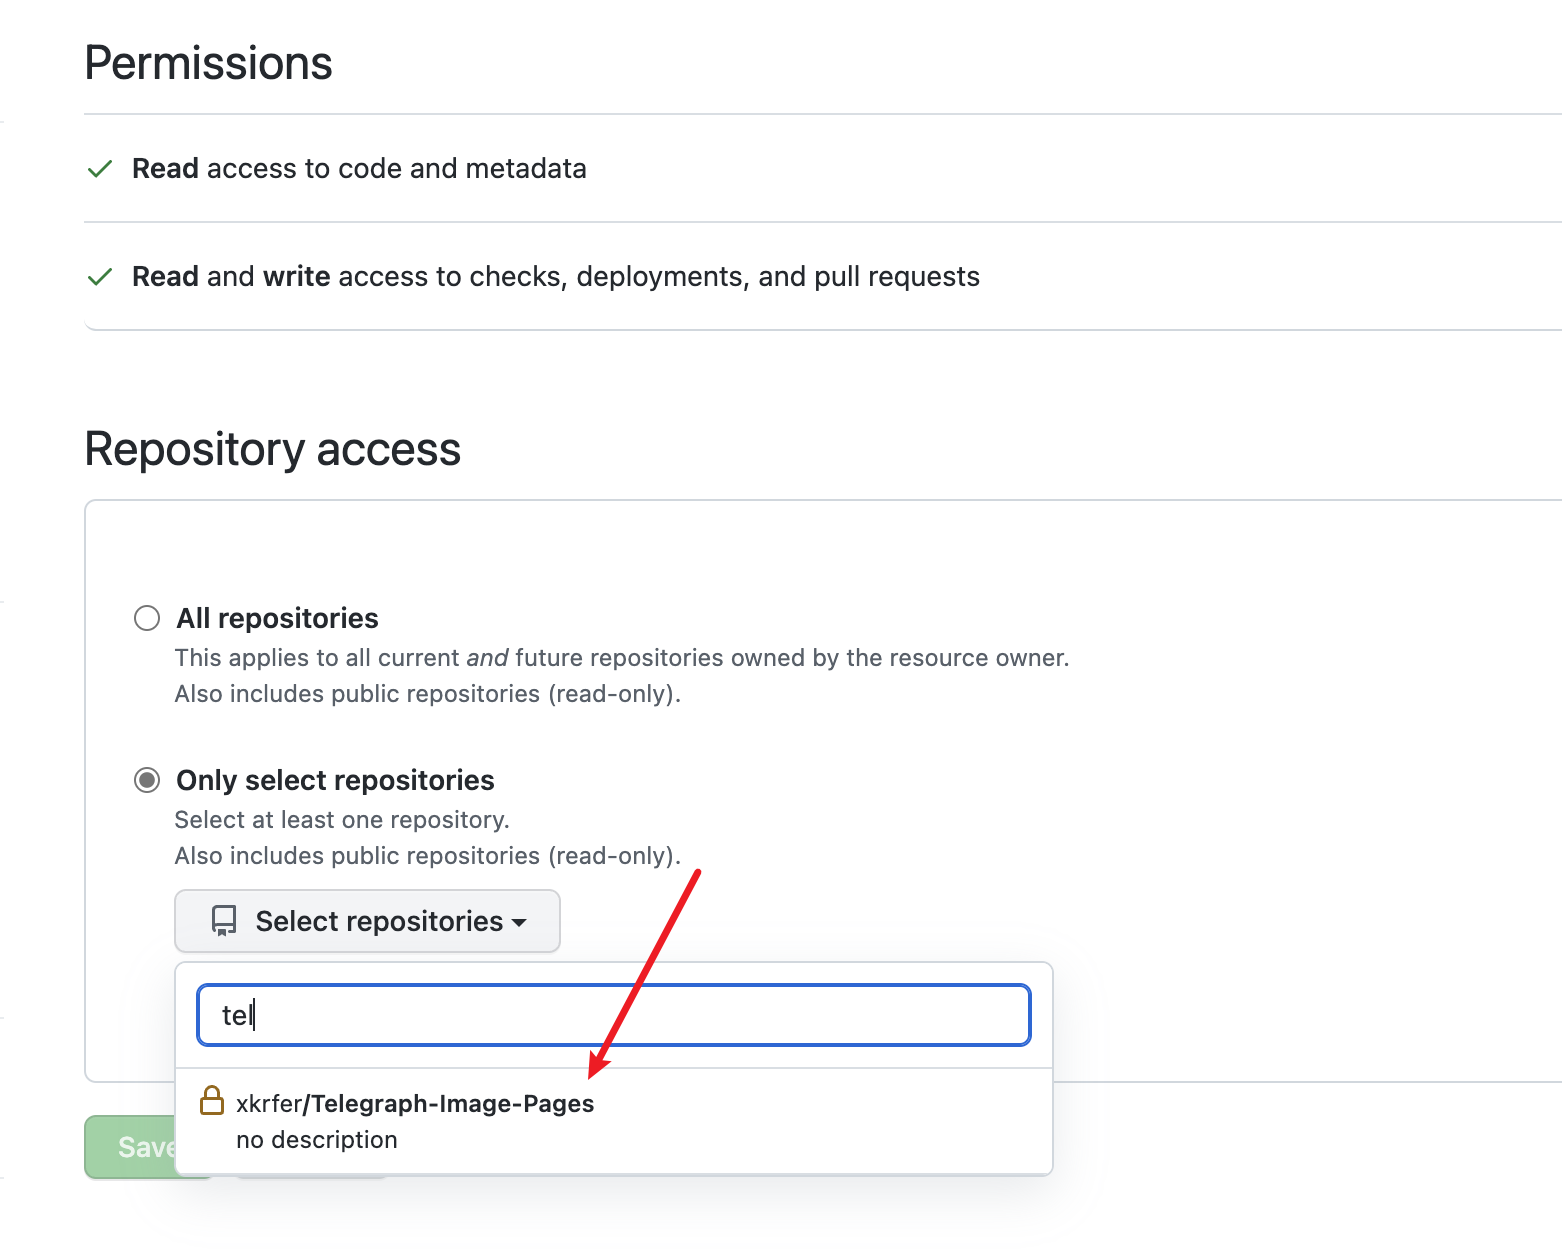 Permissions
Read access to code and metadata
Read and write access to checks, deployments, and pull requests
Repository access
All repositories
This applies to all current and future repositories owned by the resource owner.
Also includes public repositories (read-only).
Only select repositories
Select at least one repository.
Also includes public repositories (read-only).
Select repositories
tel
xkrfer/Telegraph-Image-Pages
no description
Save